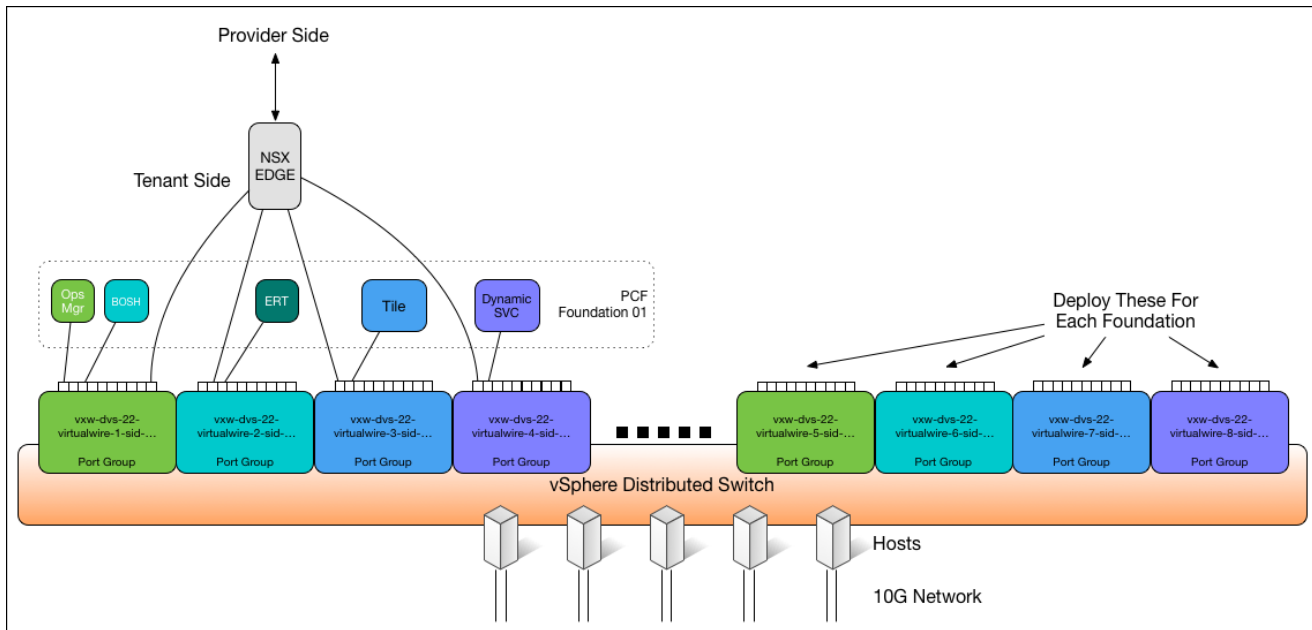 Provider Side
NSX
EDGE
Tenant Side
Ops
Mgr
BOSH
ERT
Tile
Dynamic
SVC
PCF
Foundation 01
Deploy These For
Each Foundation
vxw-dvs-22-
virtualwire-1-sid-...
Port Group
vxw-dvs-22-
virtualwire-2-sid-...
Port Group
vxw-dvs-22-
virtualwire-3-sid-...
Port Group
vxw-dvs-22-
virtualwire-4-sid-...
Port Group
vxw-dvs-22-
virtualwire-5-sid-...
Port Group
vxw-dvs-22-
virtualwire-6-sid-...
Port Group
vxw-dvs-22-
virtualwire-7-sid-...
Port Group
vxw-dvs-22-
virtualwire-8-sid-...
Port Group
vSphere Distributed Switch
Hosts
10G Network